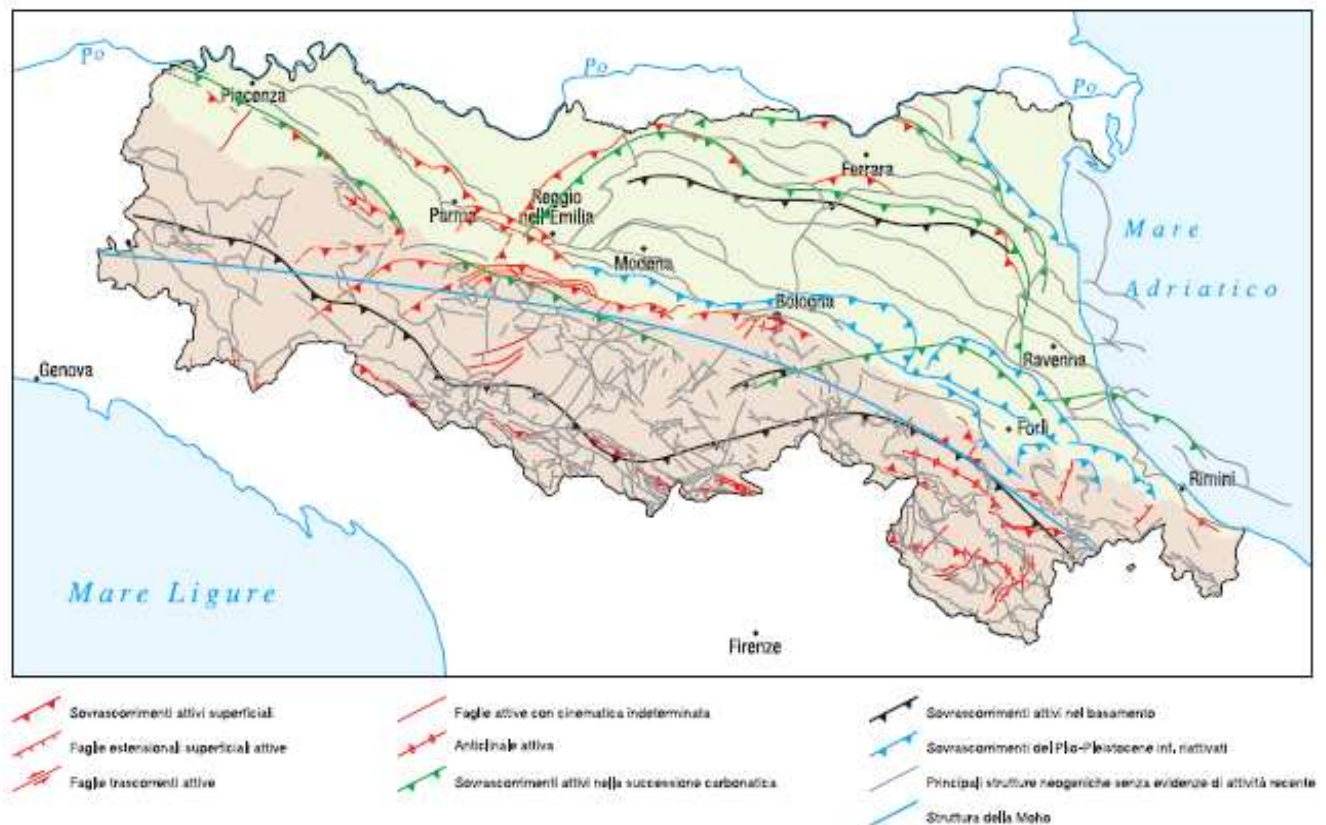 Po
Piacenza
Po
Po
Ferrara
Parma
Reggio
nell'Emilia
Mare
Modena
Adriatico
Bologna
Ravenna
Genova
Forlì
Rimini
Mare Ligure
Firenze
Sovrascorrimenti attivi superficiali
Faglie estensionali superficiali attive
Faglie trascorrenti attive
Faglie attive con cinematica indeterminata
Anticlinale attiva
Sovrascorrimenti attivi nella successione carbonatica
Sovrascorrimenti attivi nel basamento
Sovrascorrimenti del Plio-Pleistocene inf. riattivati
Principali strutture neogeniche senza evidenze di attività recente
Struttura della Moho